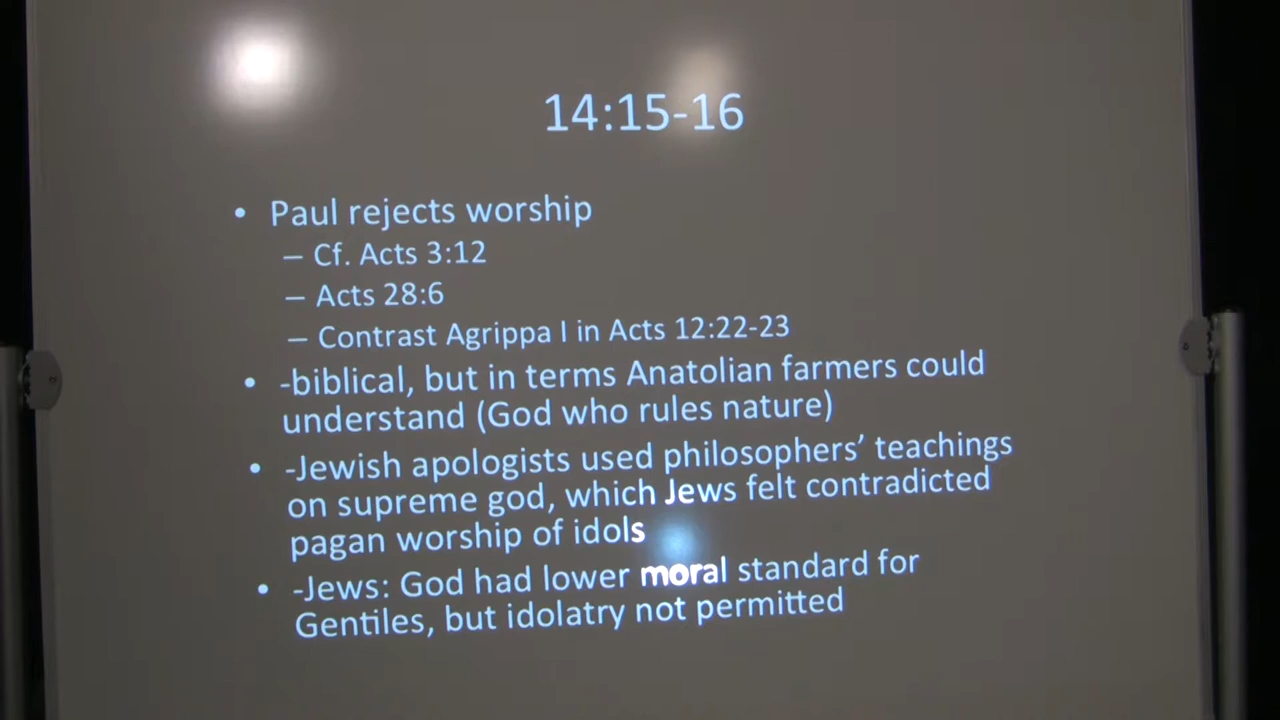 14:15-16
• Paul rejects worship
– Cf. Acts 3:12
– Acts 28:6
– Contrast Agrippa I in Acts 12:22-23
• -biblical, but in terms Anatolian farmers could
understand (God who rules nature)
• -Jewish apologists used philosophers’ teachings
on supreme god, which Jews felt contradicted
pagan worship of idols
• -Jews: God had lower moral standard for
Gentiles, but idolatry not permitted